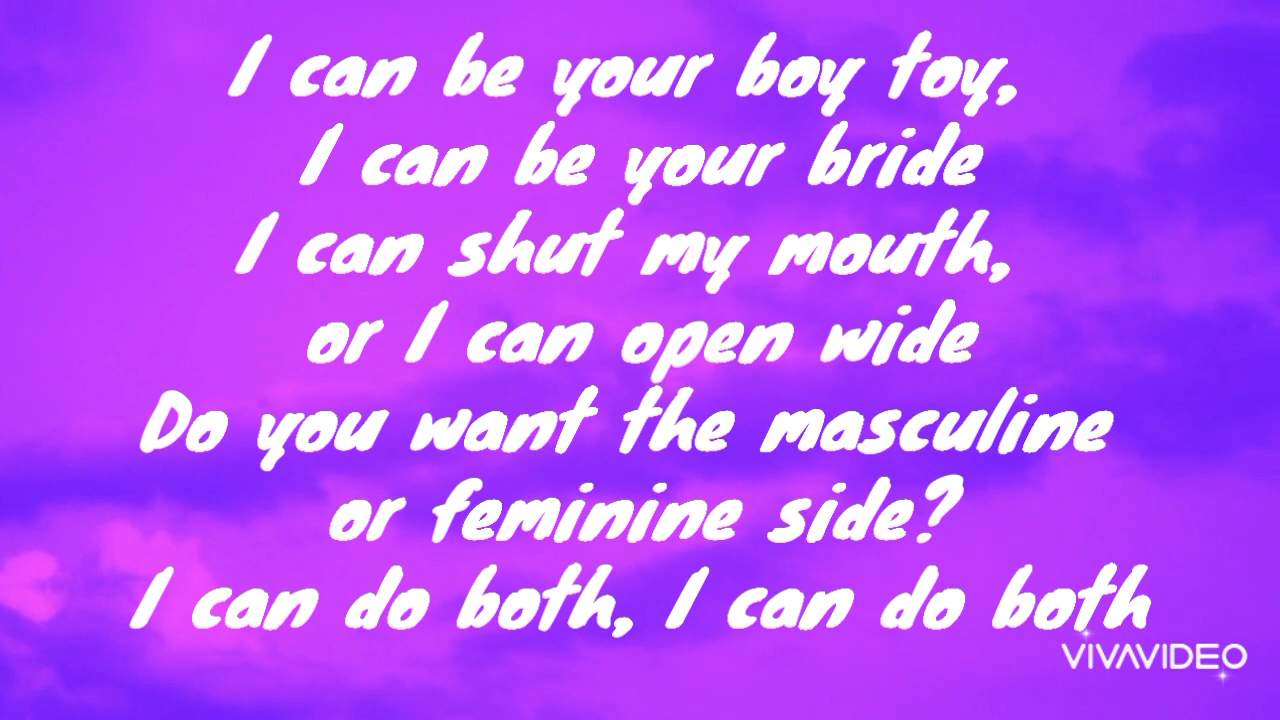 I can be your boy toy,
I can be your bride
I can shut my mouth,
or I can open wide
Do you want the masculine
or feminine side?
I can do both, I can do both
VIVAVIDEO